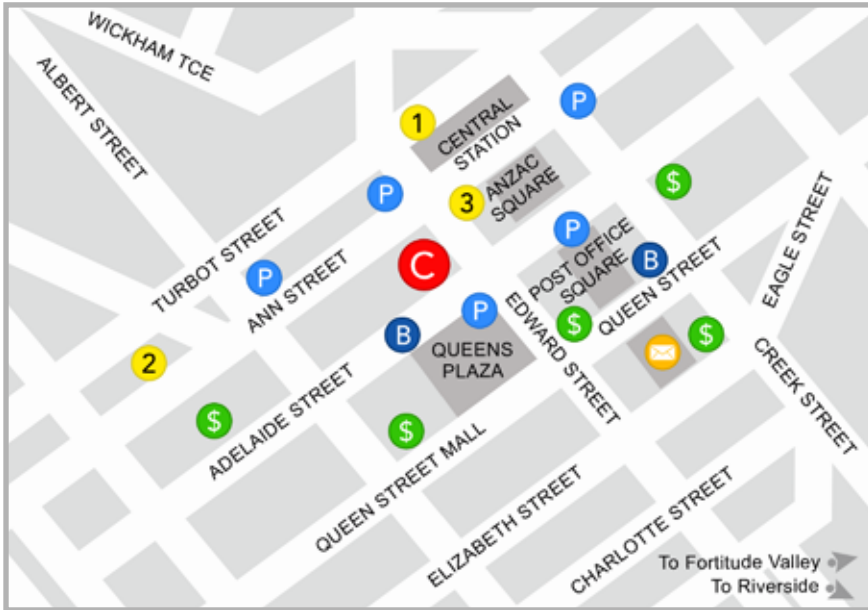 WICKHAM TCE
ALBERT STREET
1
CENTRAL
STATION
P
P
3
ANZAC
SQUARE
$
TURBOT STREET
P
ANN STREET
C
P
POST OFFICE
SQUARE
B
EAGLE STREET
QUEEN STREET
EDWARD STREET
P
B
QUEENS
PLAZA
$
$
CREEK STREET
2
ADELAIDE STREET
$
$
QUEEN STREET MALL
ELIZABETH STREET
CHARLOTTE STREET
To Fortitude Valley
To Riverside